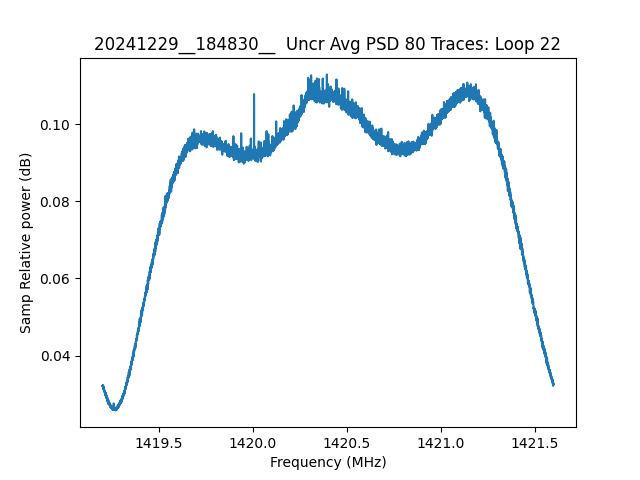 20241229__184830__  Uncr Avg PSD 80 Traces: Loop 22
0.10
0.08
0.06
0.04
Samp Relative power (dB)
1419.5 1420.0 1420.5 1421.0 1421.5
Frequency (MHz)